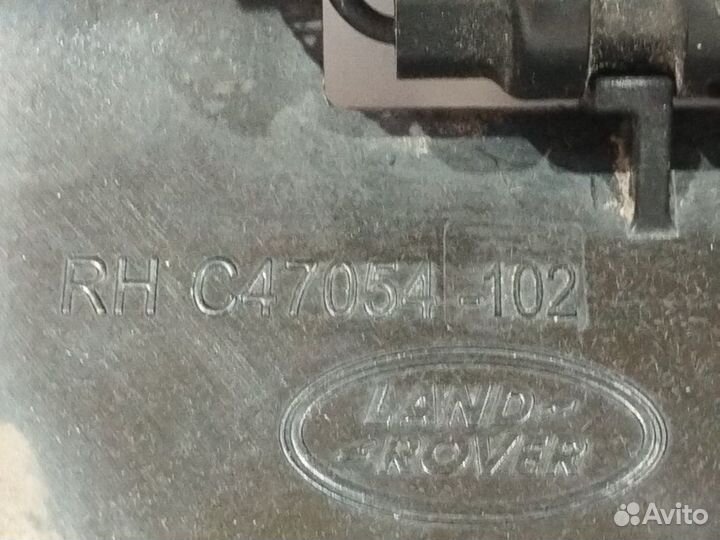 RH C47054-102
LAND
ROVER
Avito